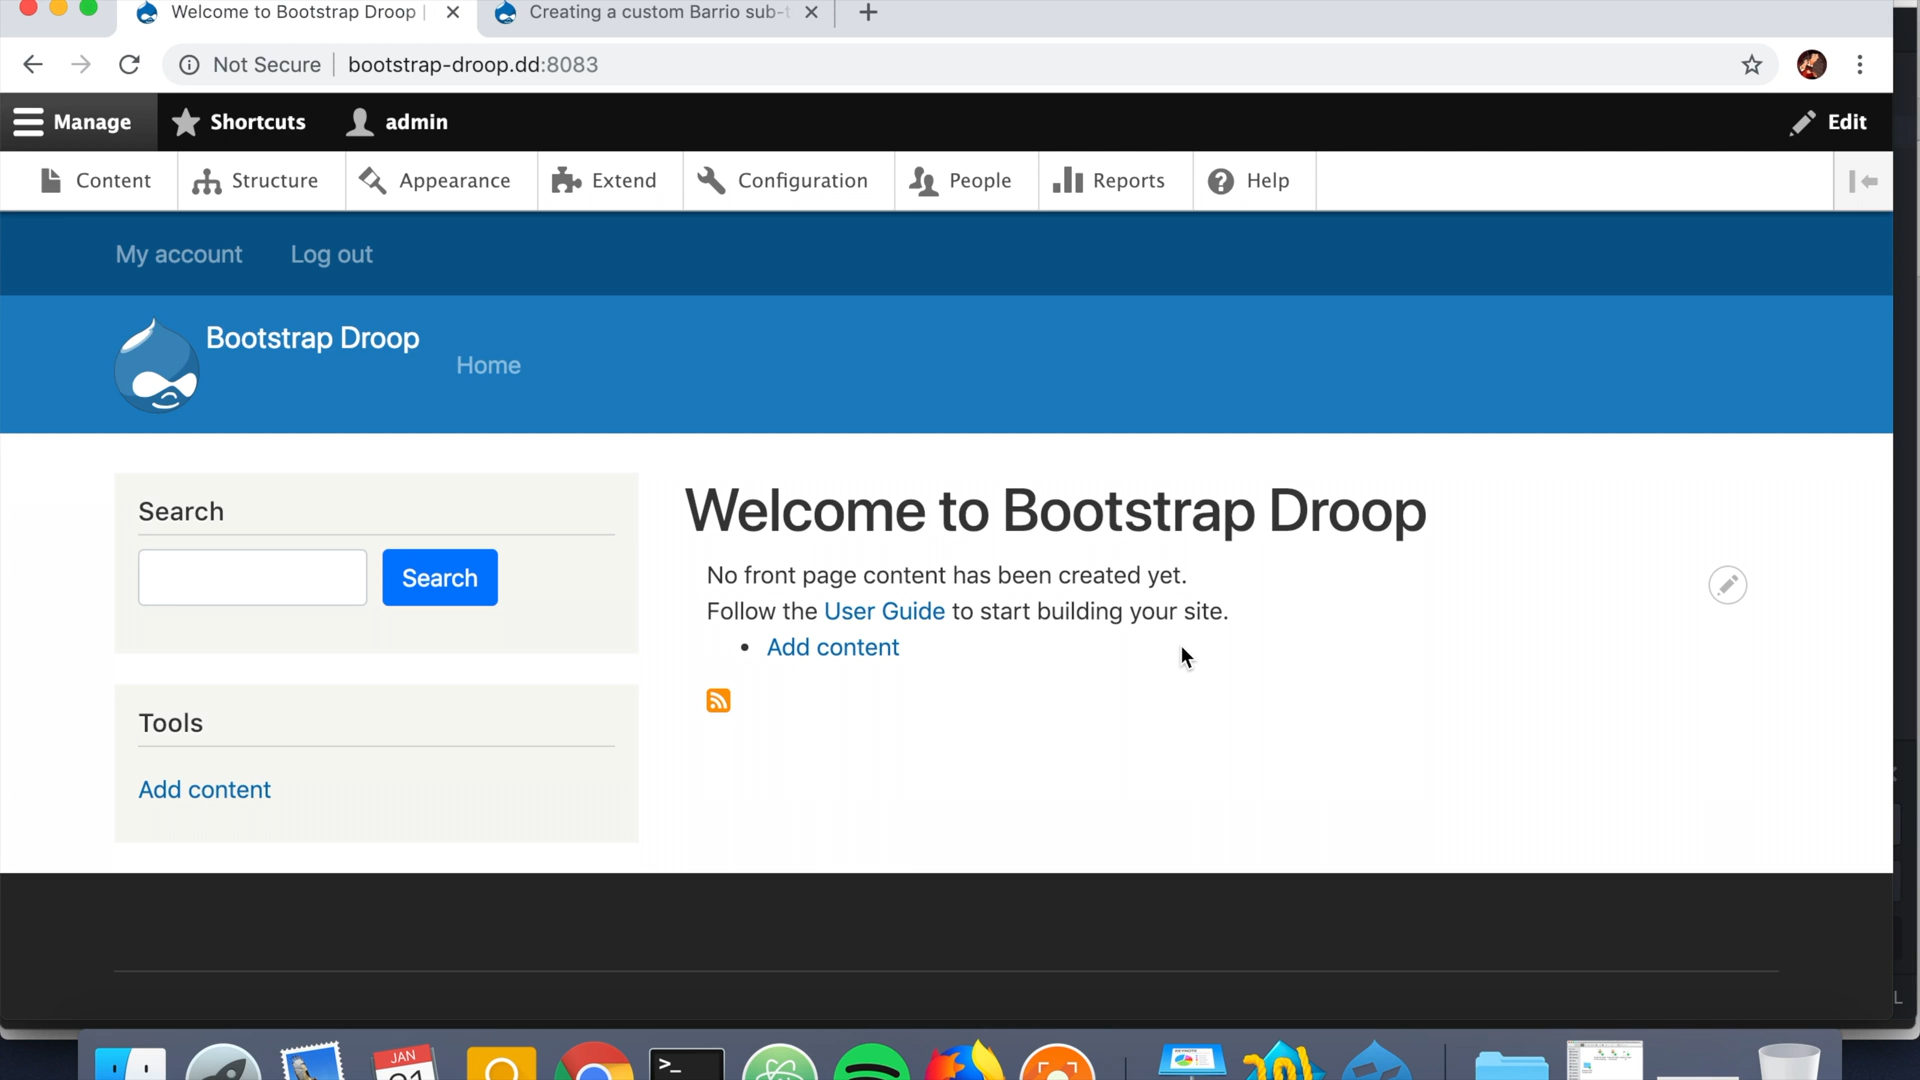 Welcome to Bootstrap Droop |
Creating a custom Barrio sub-t
Not Secure | bootstrap-droop.dd:8083
Manage Shortcuts admin Edit
Content Structure Appearance Extend Configuration People Reports Help
My account Log out
Bootstrap Droop
Home
Search
Search
Tools
Add content
Welcome to Bootstrap Droop
No front page content has been created yet.
Follow the User Guide to start building your site.
• Add content
JAN